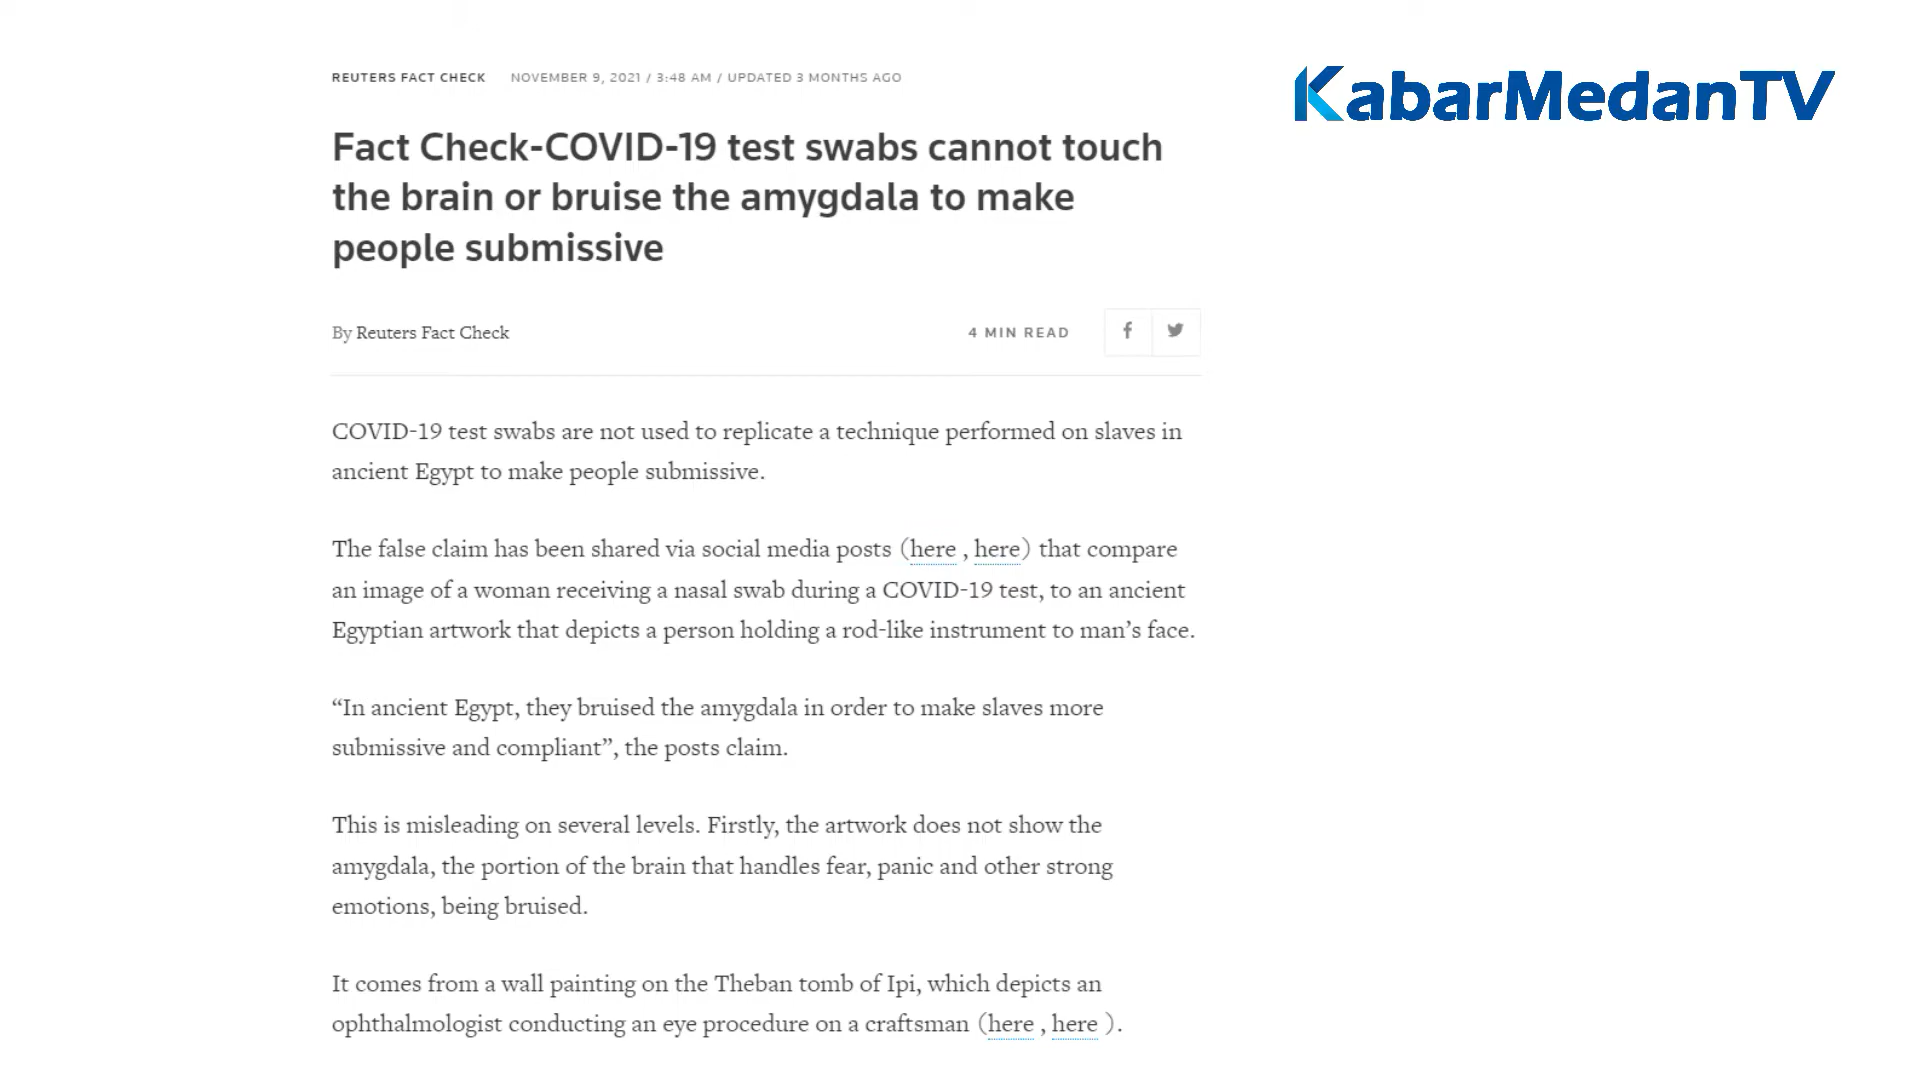 REUTERS FACT CHECK NOVEMBER 9, 2021 / 3:48 AM / UPDATED 3 MONTHS AGO
KabarMedanTV
Fact Check-COVID-19 test swabs cannot touch
the brain or bruise the amygdala to make
people submissive
By Reuters Fact Check
4 MIN READ
COVID-19 test swabs are not used to replicate a technique performed on slaves in
ancient Egypt to make people submissive.
The false claim has been shared via social media posts (here , here) that compare
an image of a woman receiving a nasal swab during a COVID-19 test, to an ancient
Egyptian artwork that depicts a person holding a rod-like instrument to man’s face.
“In ancient Egypt, they bruised the amygdala in order to make slaves more
submissive and compliant”, the posts claim.
This is misleading on several levels. Firstly, the artwork does not show the
amygdala, the portion of the brain that handles fear, panic and other strong
emotions, being bruised.
It comes from a wall painting on the Theban tomb of Ipi, which depicts an
ophthalmologist conducting an eye procedure on a craftsman (here , here ).